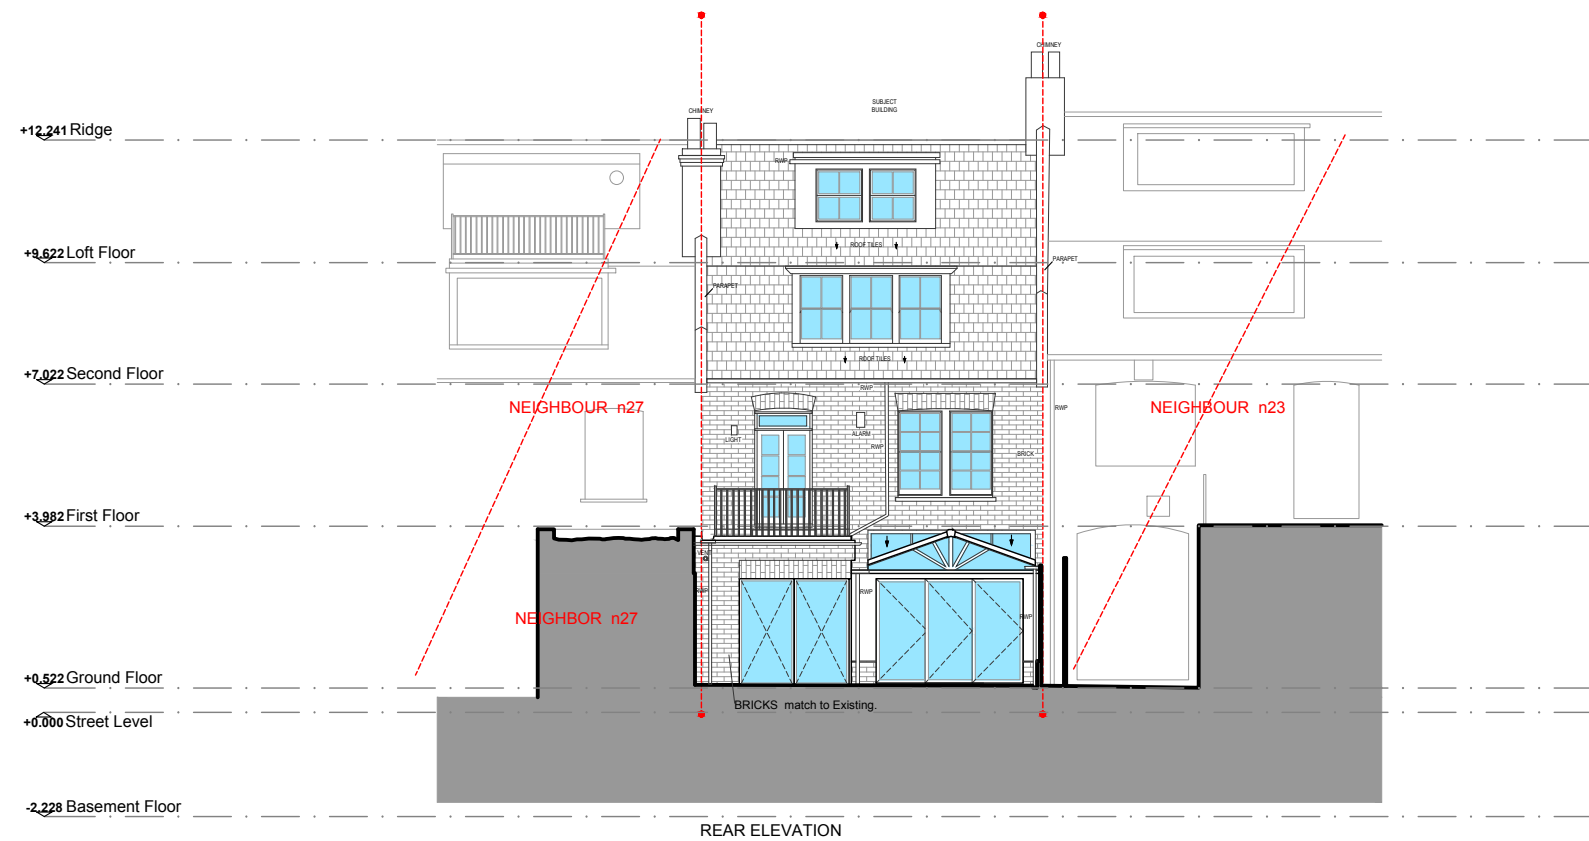 CHIMNEY
SUBJECT
BUILDING
CHIMNEY
+12.241 Ridge
RWP
+9.622 Loft Floor
ROOF TILES
PARAPET
PARAPET
ROOF TILES
+7.022 Second Floor
RWP
NEIGHBOUR n27
NEIGHBOUR n23
RWP
LIGHT
ALARM
RWP
BRICK
+3.982 First Floor
VENT
RWP
RWP
NEIGHBOR n27
RWP
+0.522 Ground Floor
BRICKS match to Existing.
+0.000 Street Level
-2.228 Basement Floor
REAR ELEVATION